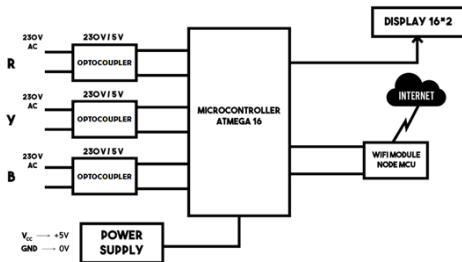 DISPLAY 16*2
230V
AC
230V/5V
R
OPTOCOUPLER
230V
AC
230V/5V
Y
OPTOCOUPLER
230V
AC
230V/5V
B
OPTOCOUPLER
MICROCONTROLLER
ATMEGA 16
INTERNET
WIFI MODULE
NODE MCU
Vcc → +5V
GND → 0V
POWER
SUPPLY